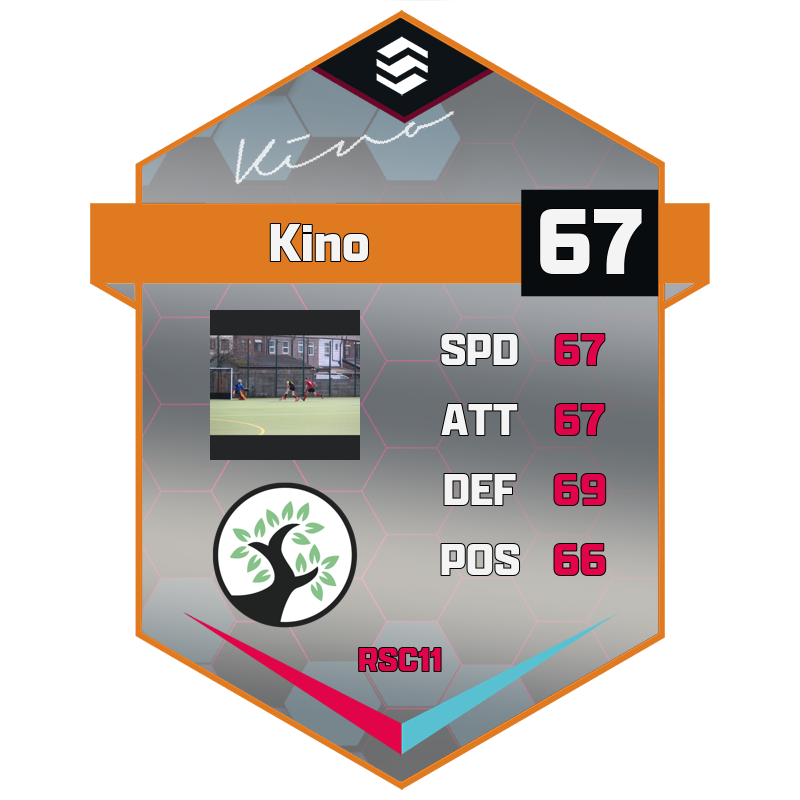 Kino
Kino 67
SPD 67
ATT 67
DEF 69
POS 66
RSC11